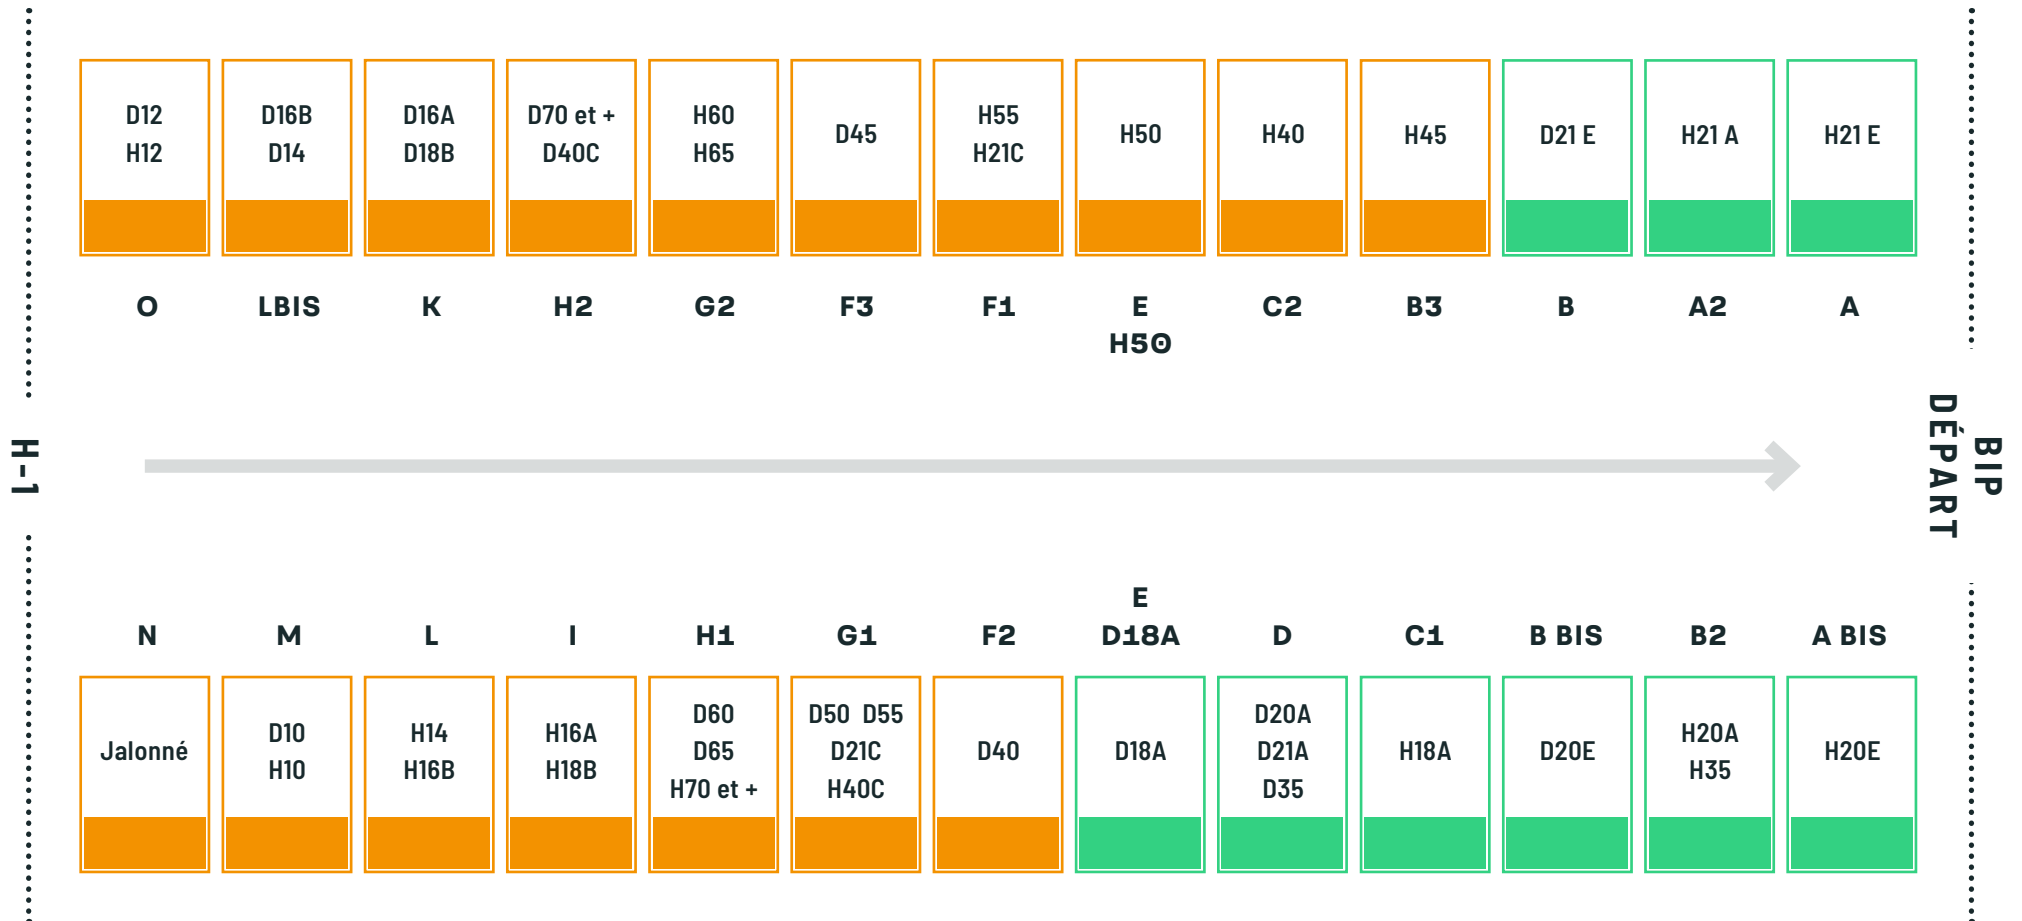 D12
H12
D16B
D14
D16A
D18B
D70 et +
D40C
H60
H65
D45
H55
H21C
H50
H40
H45
D21 E
H21 A
H21 E
O
LBIS
K
H2
G2
F3
F1
E
H50
C2
B3
B
A2
A
H-1
BIP
DÉPART
N
M
L
I
H1
G1
F2
E
D18A
D
C1
B BIS
B2
A BIS
Jalonné
D10
H10
H14
H16B
H16A
H18B
D60
D65
H70 et +
D50 D55
D21C
H40C
D40
D18A
D20A
D21A
D35
H18A
D20E
H20A
H35
H20E